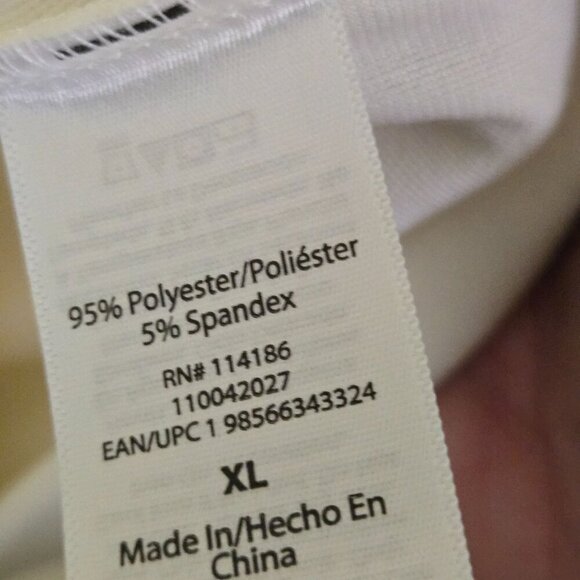 95% Polyester/Poliéster
5% Spandex
RN# 114186
110042027
EAN/UPC 1 98566343324
XL
Made In/Hecho En
China